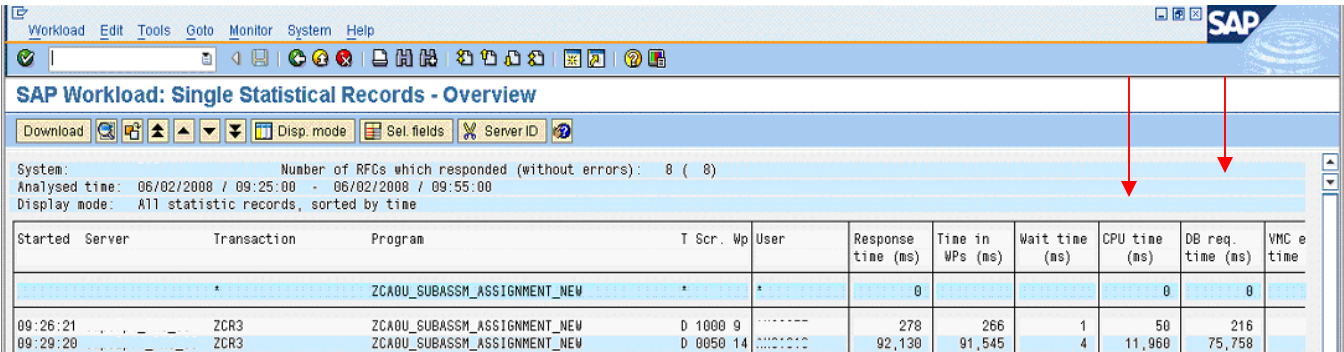 Workload Edit Tools Goto Monitor System Help
SAP
SAP Workload: Single Statistical Records - Overview
Download Disp. mode Sel. fields Server ID
System: Number of RFCs which responded (without errors): 8 ( 8)
Analysed time: 06/02/2008 / 09:25:00 - 06/02/2008 / 09:55:00
Display mode: All statistic records, sorted by time
Started Server Transaction Program T Scr. Wp User Response Time in Wait time CPU time DB req. VMC e
time (ms) WPs (ms) (ms) (ms) time (ms) time
* ZCAOU_SUBASSM_ASSIGNMENT_NEW * * 0 0 0
09:26:21 ZCR3 ZCAOU_SUBASSM_ASSIGNMENT_NEW D 1000 9 278 266 1 50 216
09:29:20 ZCR3 ZCAOU_SUBASSM_ASSIGNMENT_NEW D 0050 14 92,130 91,545 4 11,960 75,758